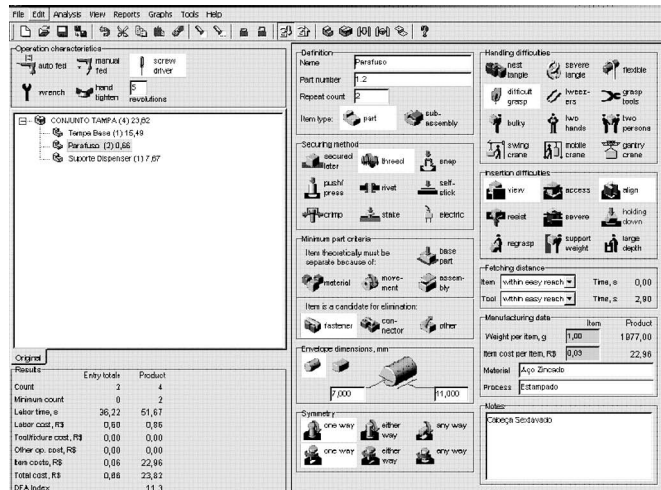 File Edit Analysis View Reports Graphs Tools Help
Operation characteristics
auto fed
manual fed
screw driver
wrench
hand tighten
5
revolutions
CONJUNTO TAMPA (4) 23,82
Tampa Base (1) 15,49
Parafuso (2) 0,66
Suporte Dispenser (1) 7,67
Original
Results
Entry totals Product
Count 2 4
Minimum count 0 2
Labor time, s 36,22 51,67
Labor cost, R$ 0,60 0,86
Tool/fixture cost, R$ 0,00 0,00
Other op. cost, R$ 0,00 0,00
Item costs, R$ 0,06 22,96
Total cost, R$ 0,66 23,82
DFA Index 11,3
Definition
Name Parafuso
Part number 1.2
Repeat count 2
Item type: part sub-assembly
Securing method
secured later
thread
snap
push/press
rivet
self-stick
crimp
stake
electric
Minimum part criteria
Item theoretically must be separate because of:
base part
material
movement
assembly
Item is a candidate for elimination:
fastener
connector
other
Envelope dimensions, mm
7,000
11,000
Symmetry
one way either way any way
one way either way any way
Handling difficulties
nest tangle
severe tangle
flexible
difficult grasp
tweezers
grasp tools
bulky
two hands
two persons
swing crane
mobile crane
gantry crane
Insertion difficulties
view
access
align
resist
severe
holding down
regrasp
support weight
large depth
Fetching distance
Item within easy reach Time, s 0,00
Tool within easy reach Time, s 2,90
Manufacturing data
Item Product
Weight per item, g 1,00 1977,00
Item cost per item, R$ 0,03 22,96
Material Aço Zincado
Process Estampado
Notes
Cabeça Sextavado